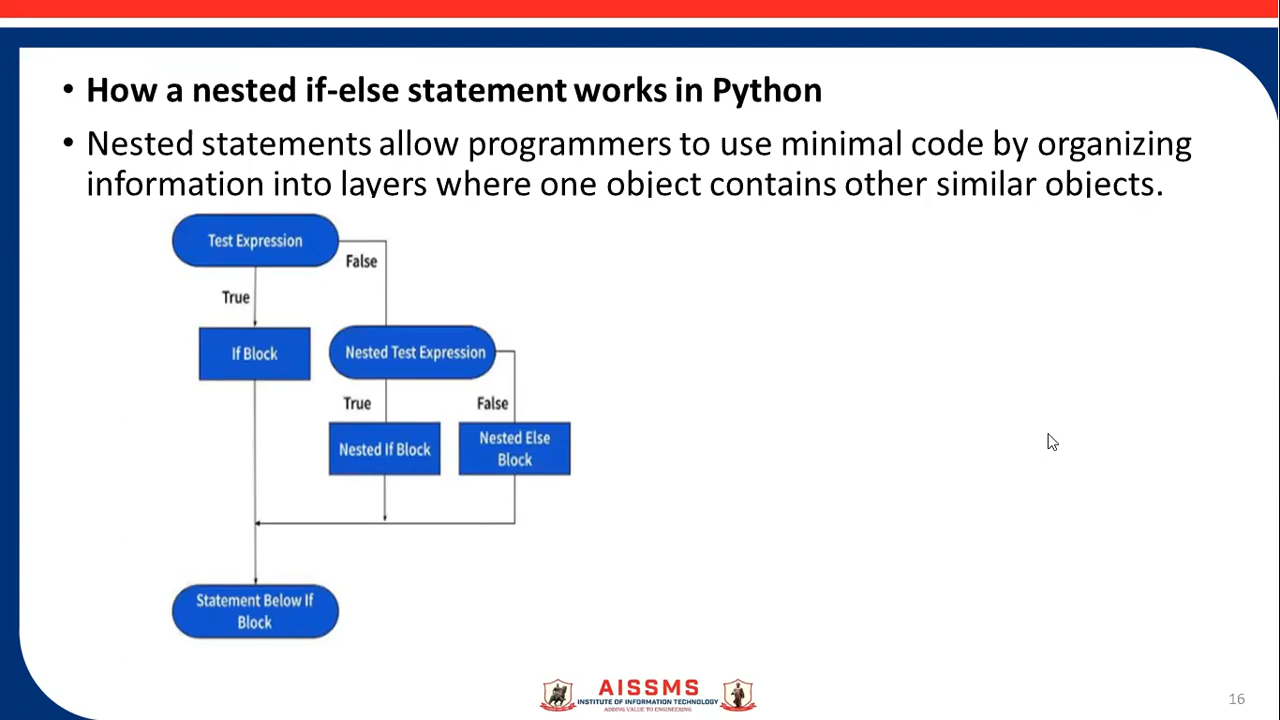 • How a nested if-else statement works in Python
• Nested statements allow programmers to use minimal code by organizing
information into layers where one object contains other similar objects.
Test Expression
False
True
If Block
Nested Test Expression
True
False
Nested If Block
Nested Else
Block
Statement Below If
Block
AISSMS
INSTITUTE OF INFORMATION TECHNOLOGY
ADDING VALUE TO ENGINEERING
16